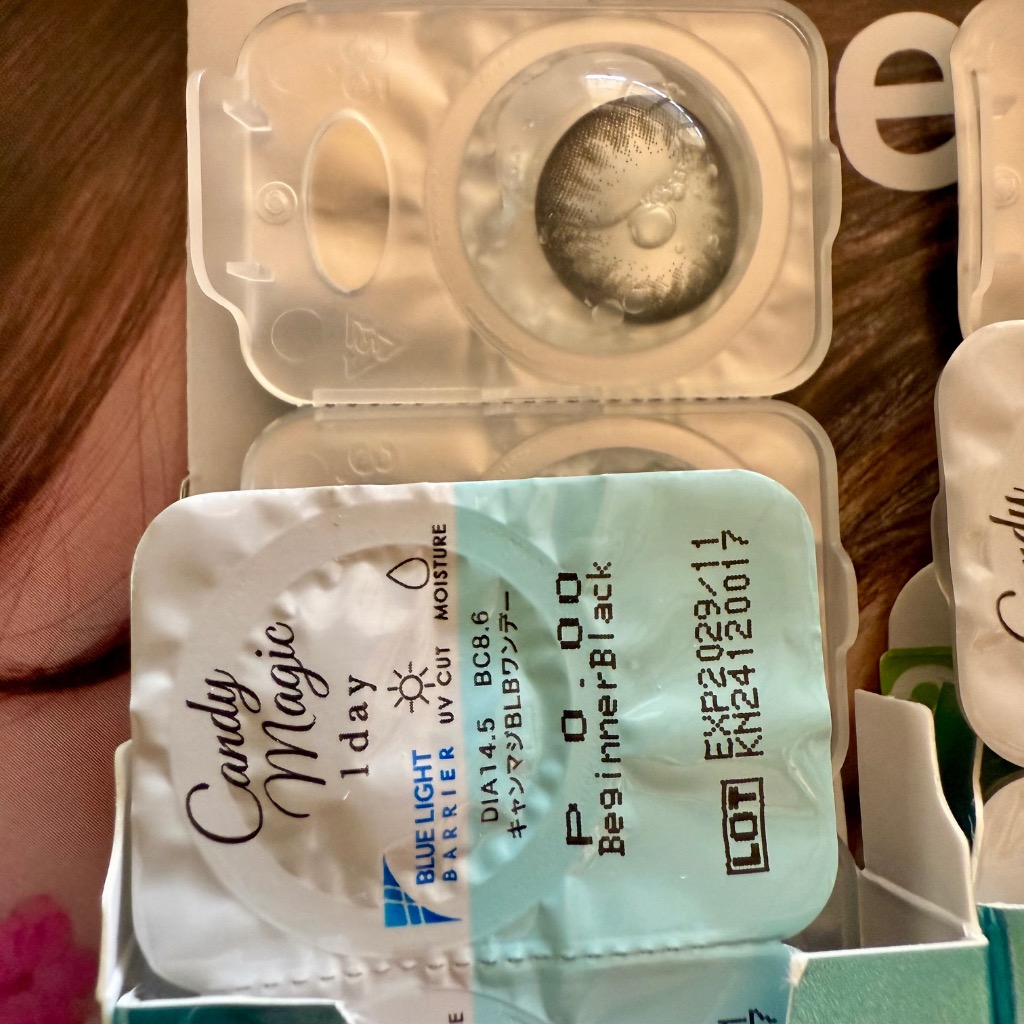 e
Candy
Magic
1day
BLUE LIGHT
BARRIER
UV CUT
MOISTURE
DIA14.5 BC8.6
キャンマジBLBワンデー
P 0.00
BeginnerBlack
LOT
EXP2029/11
KN24120017
Candy